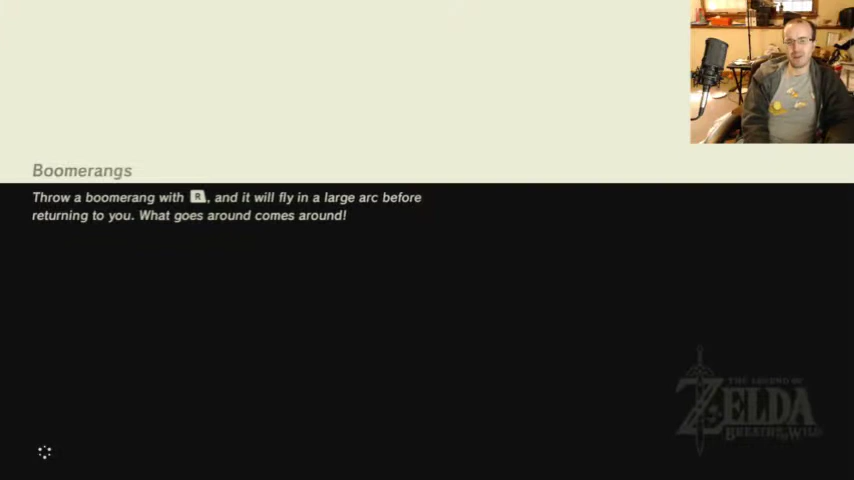 Boomerangs
Throw a boomerang with R, and it will fly in a large arc before
returning to you. What goes around comes around!
THE LEGEND OF
ZELDA
BREATH OF THE WILD